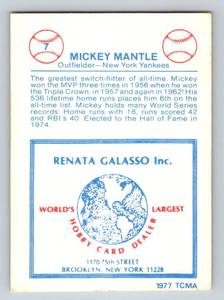 7
MICKEY MANTLE
Outfielder—New York Yankees
The greatest switch-hitter of all-time. Mickey
won the MVP three times in 1956 when he won
the Triple Crown, in 1957 and again in 1962! His
536 lifetime home runs places him 6th on the
all-time list. Mickey holds many World Series
records: Home runs with 18, runs scored 42
and RBI's 40. Elected to the Hall of Fame in
1974.
RENATA GALASSO Inc.
WORLD'S LARGEST
HOBBY CARD DEALER
1170 75th STREET
BROOKLYN NEW YORK 11228
1977 TCMA